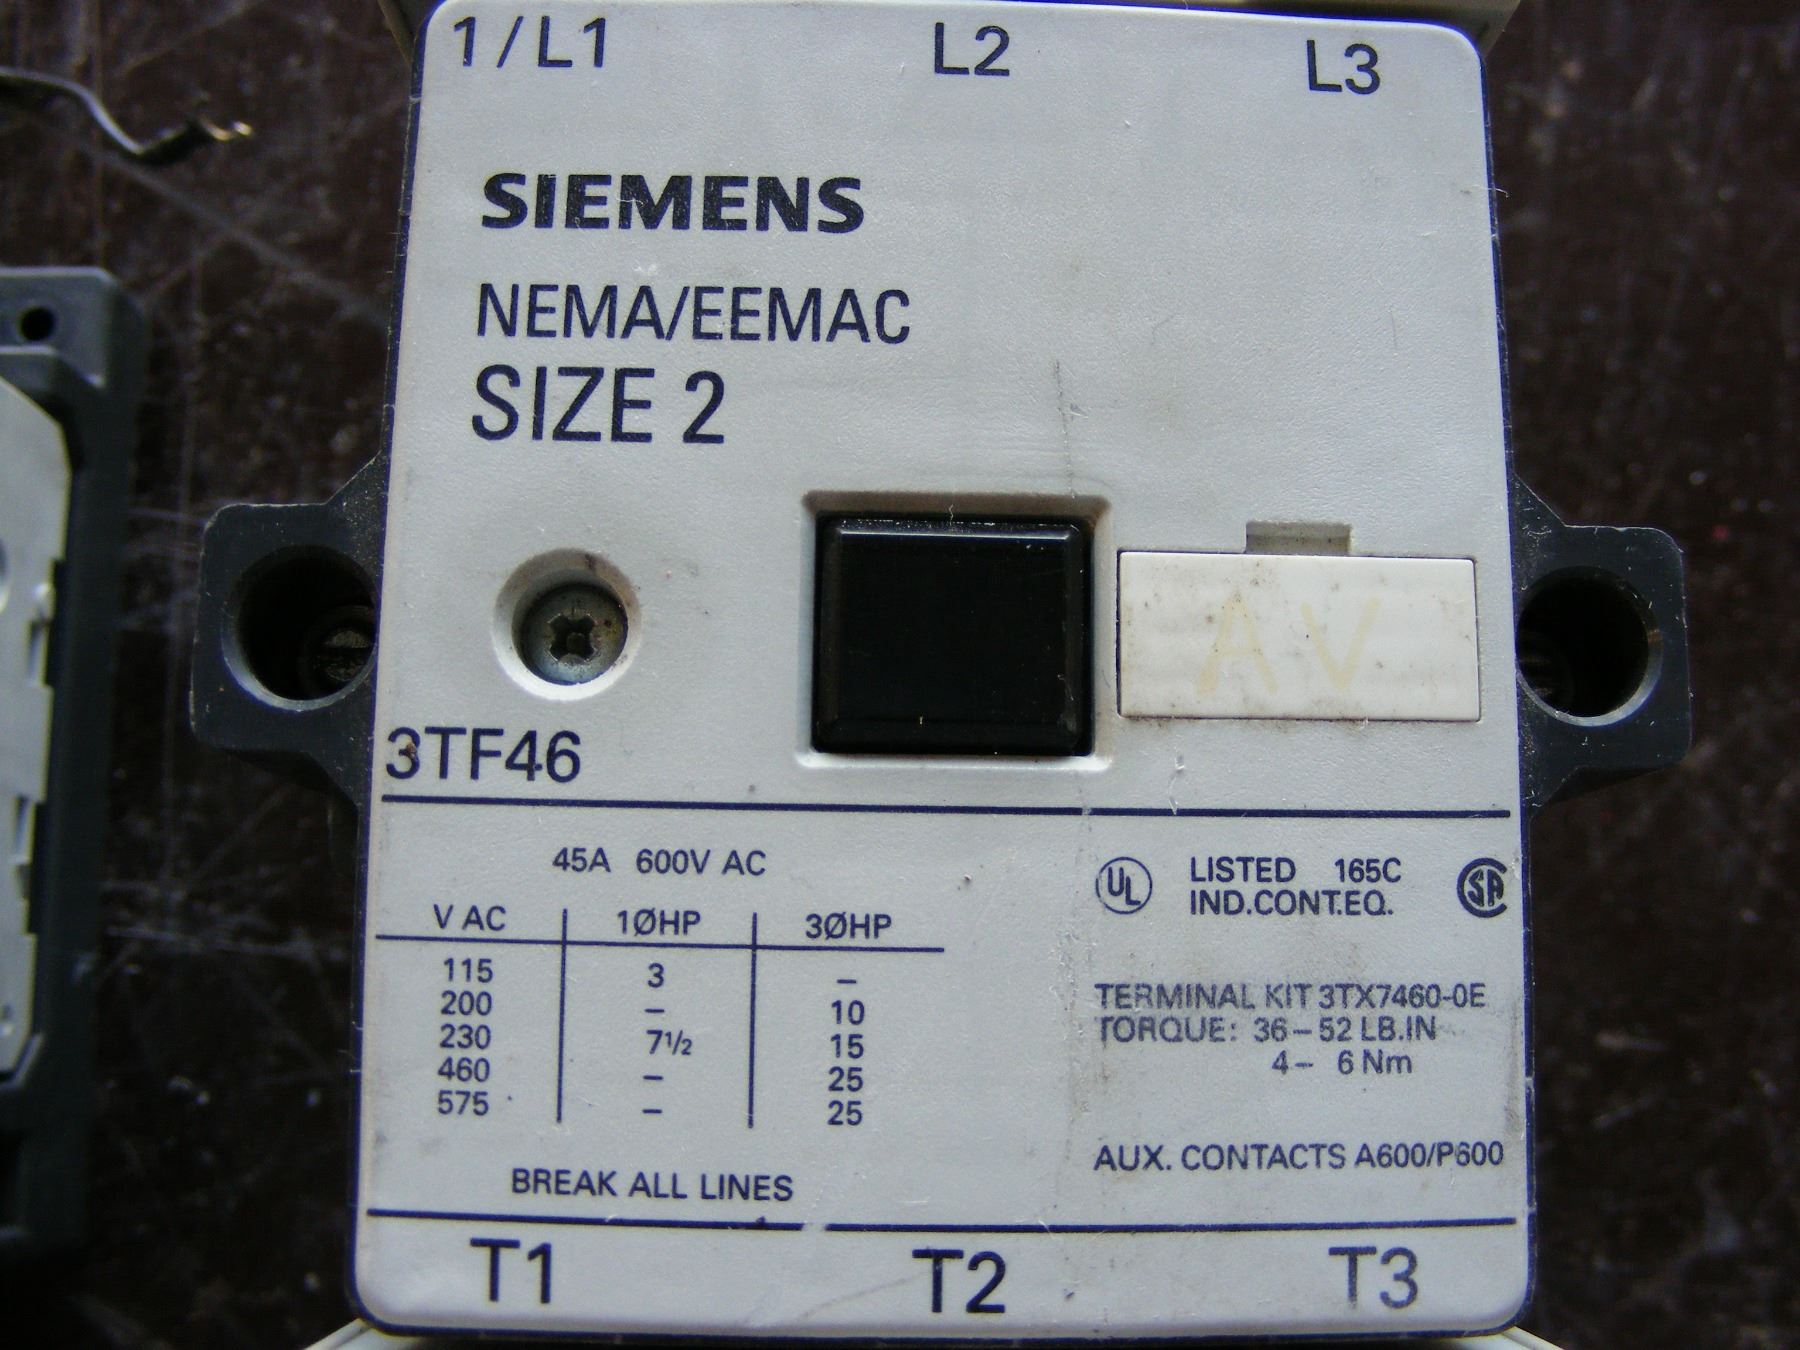 1/L1 L2 L3
SIEMENS
NEMA/EEMAC
SIZE 2
AV
3TF46
45A 600V AC
V AC 1ØHP 3ØHP
115 3 –
200 – 10
230 7½ 15
460 – 25
575 – 25
BREAK ALL LINES
UL LISTED 165C SA
IND.CONT.EQ.
TERMINAL KIT 3TX7460-0E
TORQUE: 36–52 LB.IN
4– 6 Nm
AUX. CONTACTS A600/P600
T1 T2 T3